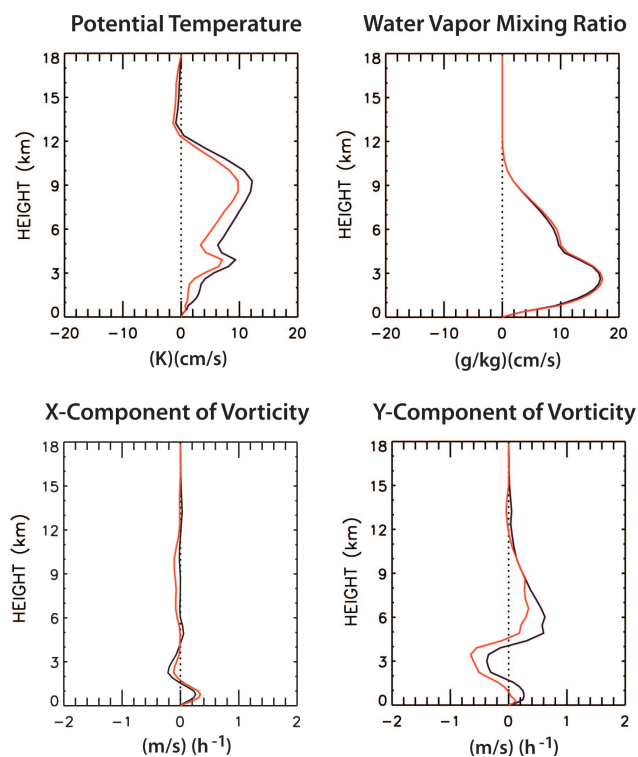 Potential Temperature
Water Vapor Mixing Ratio
18
15
12
9
6
3
0
HEIGHT (km)
-20 -10 0 10 20
(K)(cm/s)
18
15
12
9
6
3
0
HEIGHT (km)
-20 -10 0 10 20
(g/kg)(cm/s)
X-Component of Vorticity
Y-Component of Vorticity
18
15
12
9
6
3
0
HEIGHT (km)
-2 -1 0 1 2
(m/s) (h⁻¹)
18
15
12
9
6
3
0
HEIGHT (km)
-2 -1 0 1 2
(m/s) (h⁻¹)